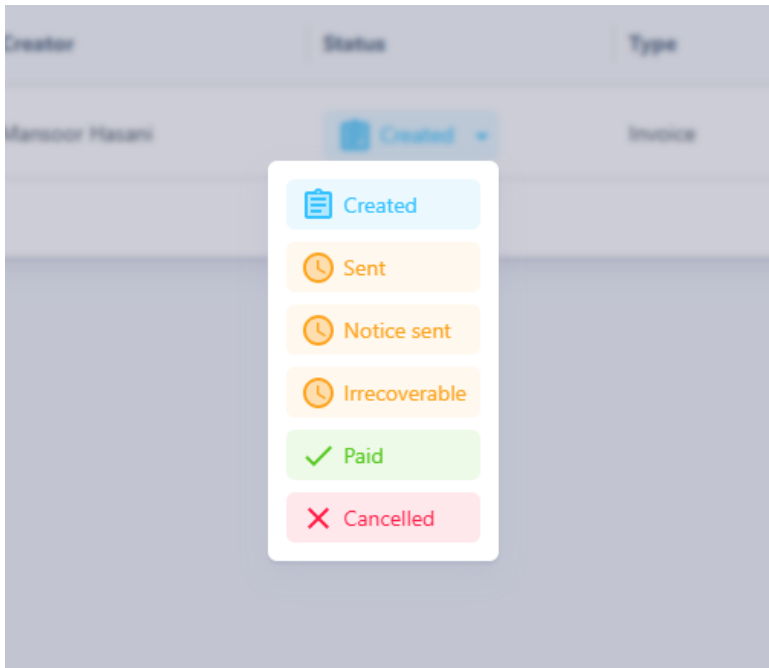 Creator Status Type
Mansoor Hasani Created Invoice
Created
Sent
Notice sent
Irrecoverable
Paid
Cancelled